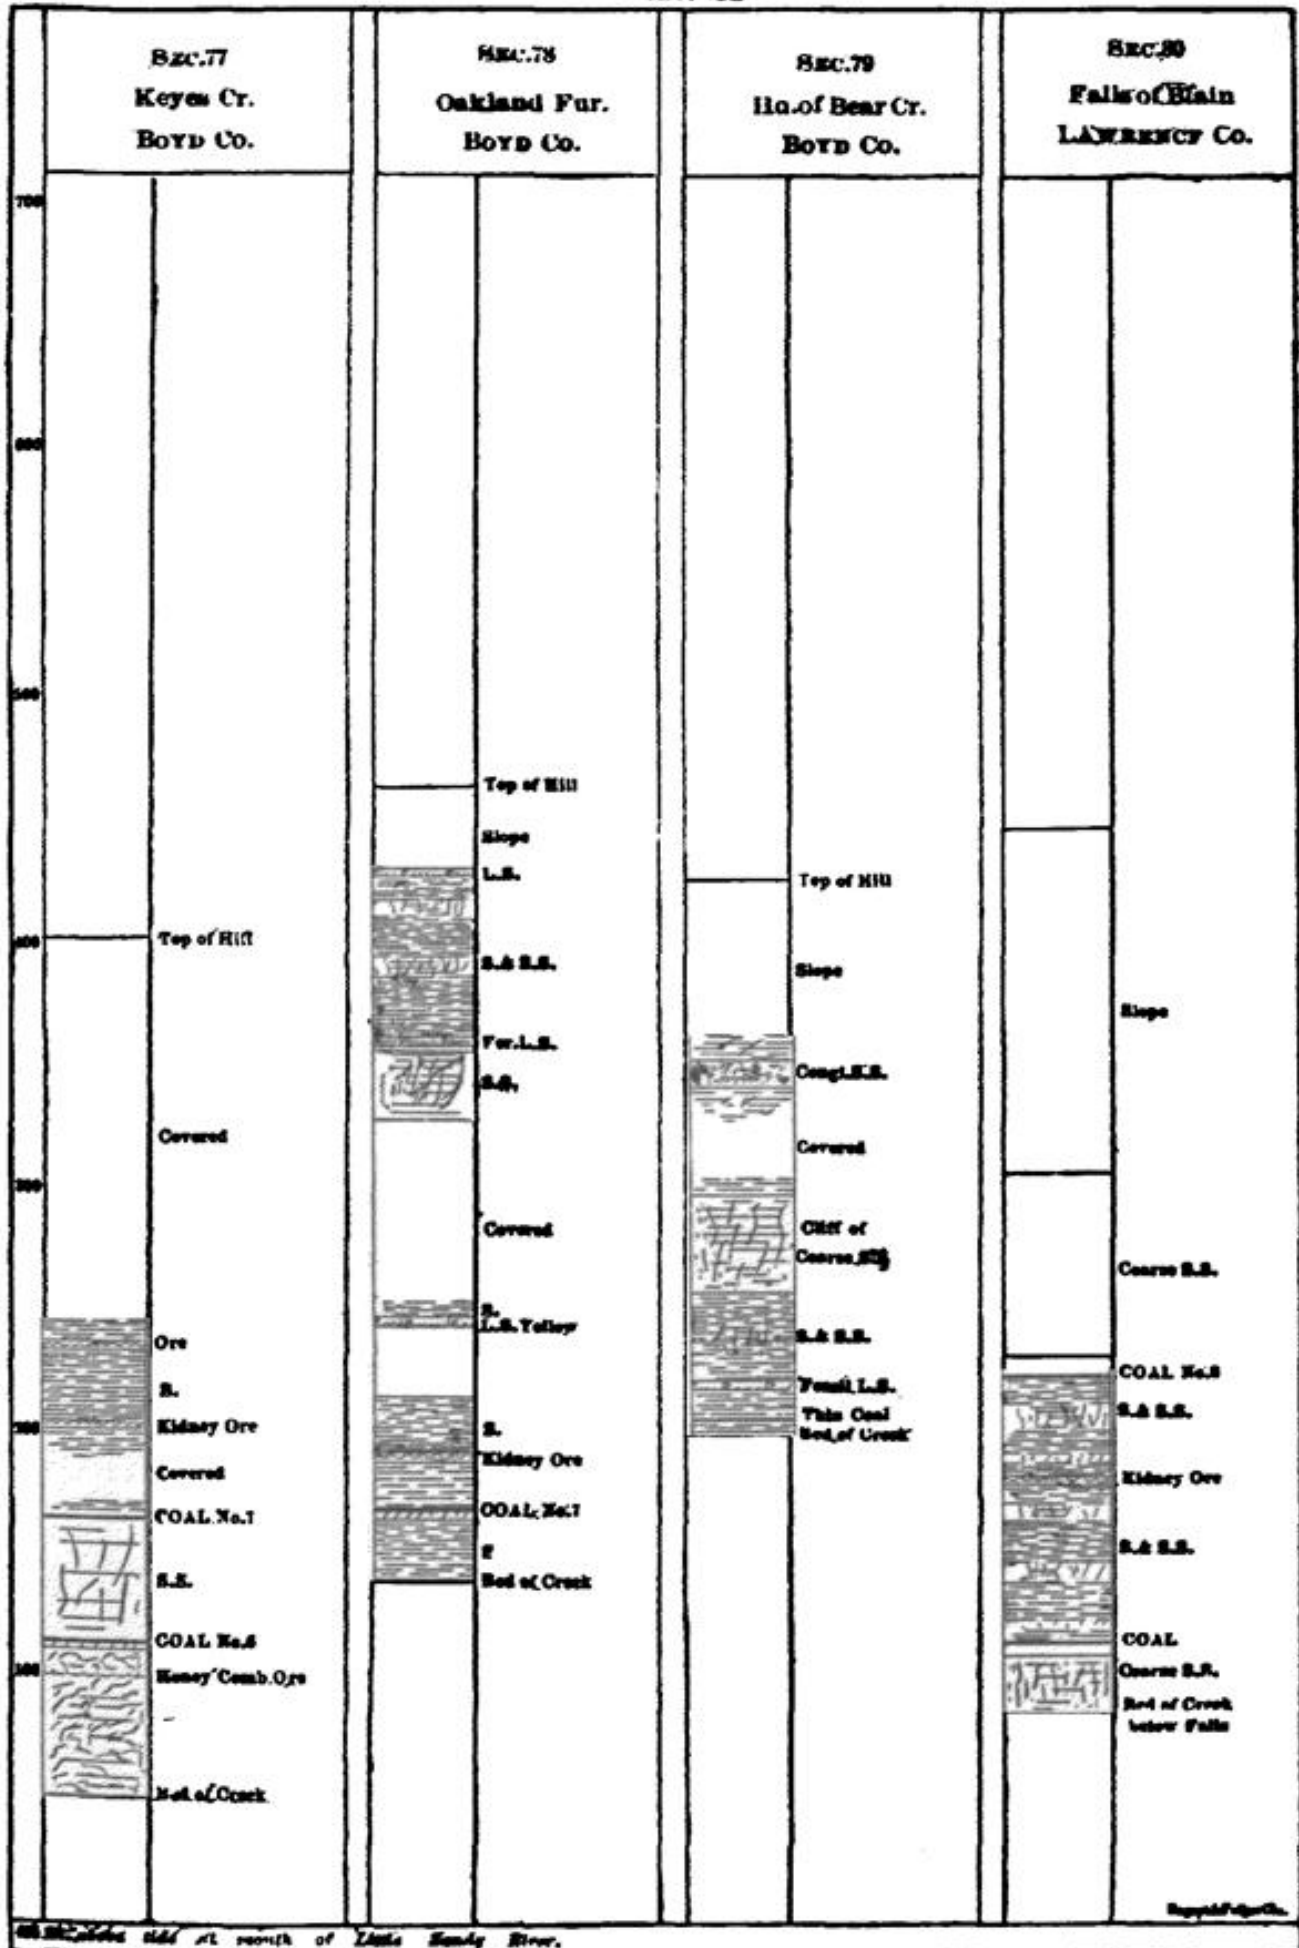 SEC.77
Keyes Cr.
BOYD Co.
SEC.78
Oakland Fur.
BOYD Co.
SEC.79
Hd. of Bear Cr.
BOYD Co.
SEC.80
Falls of Blain
LAWRENCE Co.
700
600
500
400
300
200
100
Top of Hill
Covered
Ore
S.
Kidney Ore
Covered
COAL No.7
S.S.
COAL No.6
Honey Comb Ore
Bed of Creek
Top of Hill
Slope
L.S.
S.& S.S.
Fer. L.S.
S.S.
Covered
S.
L.S. Yellow
S.
Kidney Ore
COAL No.7
Bed of Creek
Top of Hill
Slope
Congl. S.S.
Covered
Cliff of
Coarse S.S.
S.& S.S.
Fossil L.S.
Thin Coal
Bed of Creek
Slope
Coarse S.S.
COAL No.8
S.& S.S.
Kidney Ore
S.& S.S.
COAL
Coarse S.S.
Bed of Creek
below Falls
above tide at mouth of Little Sandy River.